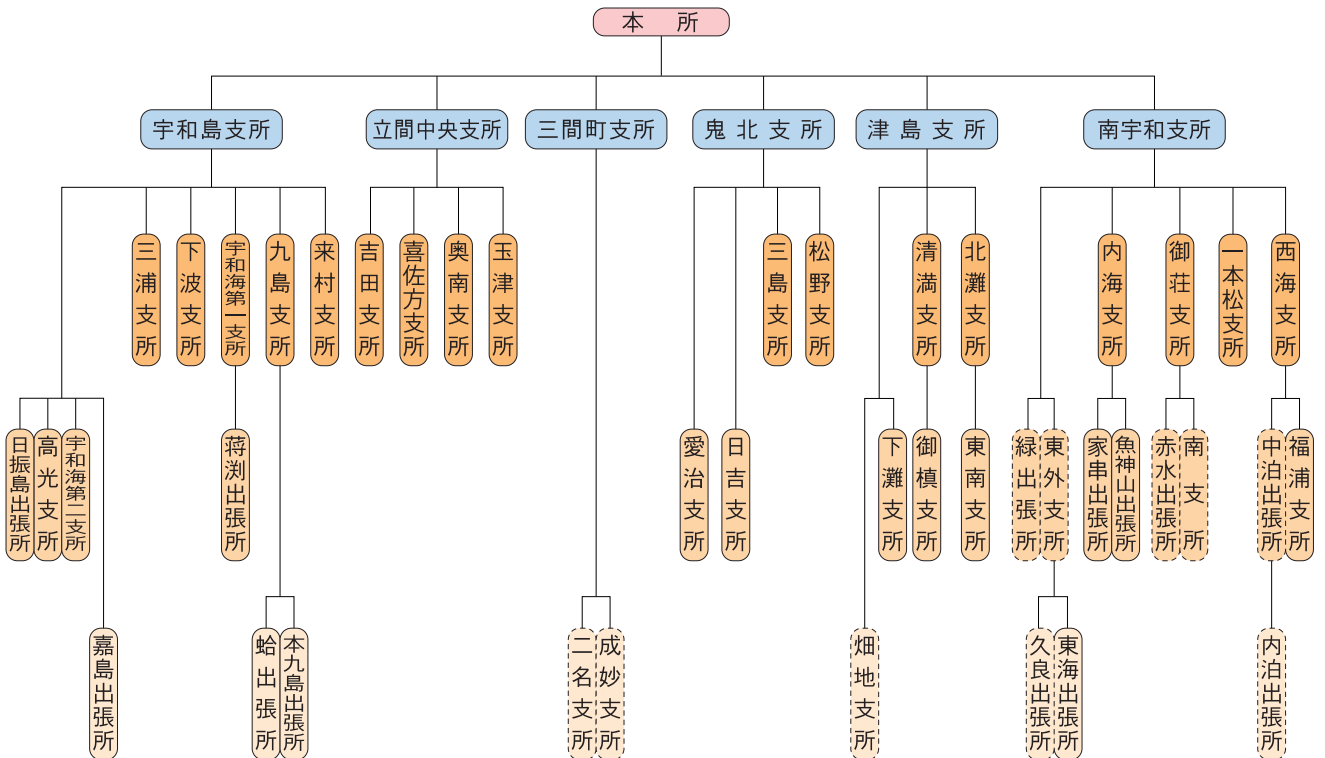 本所
宇和島支所
立間中央支所
三間町支所
鬼北支所
津島支所
南宇和支所
三浦支所
下波支所
宇和海第一支所
九島支所
来村支所
吉田支所
喜佐方支所
奥南支所
玉津支所
三島支所
松野支所
清満支所
北灘支所
内海支所
御荘支所
一本松支所
西海支所
日振島出張所
高光支所
宇和海第二支所
蒋渕出張所
愛治支所
日吉支所
下灘支所
御槙支所
東南支所
緑出張所
東外支所
家串出張所
魚神山出張所
赤水出張所
南支所
中泊出張所
福浦支所
嘉島出張所
蛤出張所
本九島出張所
二名支所
成妙支所
畑地支所
久良出張所
東海出張所
内泊出張所